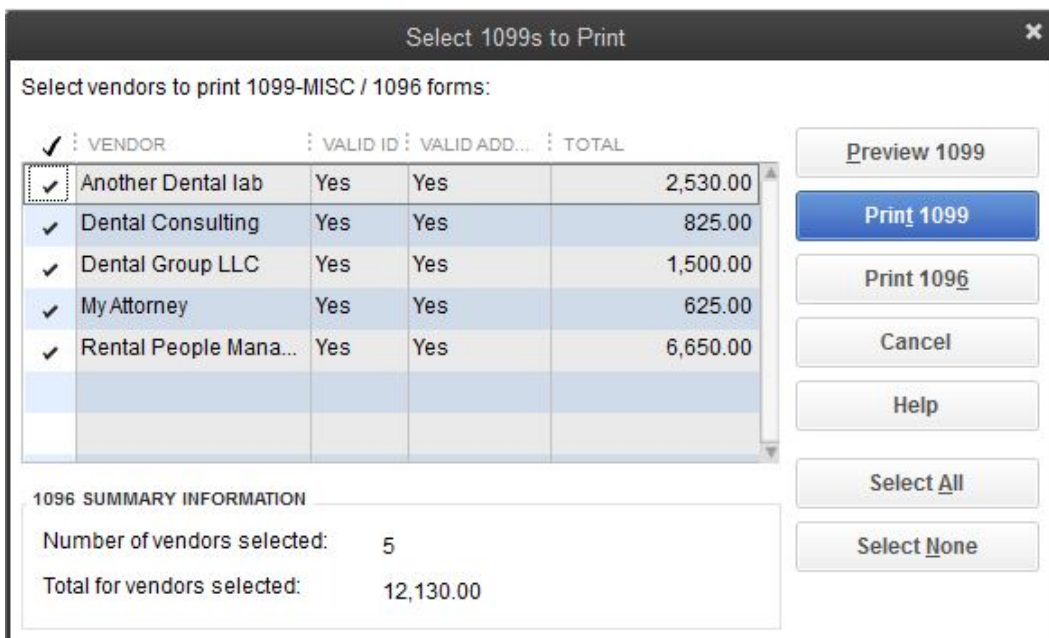 Select 1099s to Print
Select vendors to print 1099-MISC / 1096 forms:
VENDOR VALID ID VALID ADD... TOTAL
Another Dental lab Yes Yes 2,530.00
Dental Consulting Yes Yes 825.00
Dental Group LLC Yes Yes 1,500.00
My Attorney Yes Yes 625.00
Rental People Mana... Yes Yes 6,650.00
Preview 1099
Print 1099
Print 1096
Cancel
Help
Select All
Select None
1096 SUMMARY INFORMATION
Number of vendors selected: 5
Total for vendors selected: 12,130.00